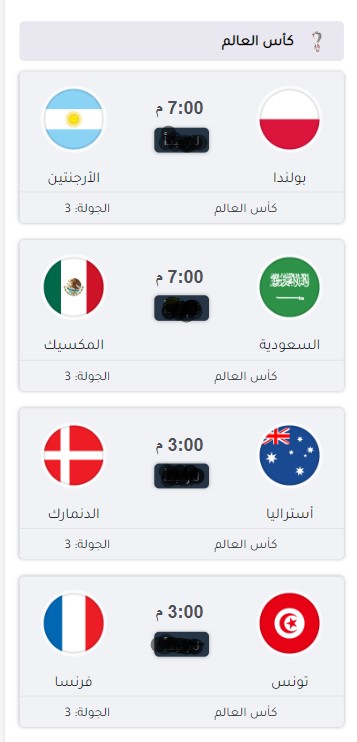 كأس العالم
7:00 م
بولندا الأرجنتين
كأس العالم الجولة: 3
7:00 م
السعودية المكسيك
كأس العالم الجولة: 3
3:00 م
أستراليا الدنمارك
كأس العالم الجولة: 3
3:00 م
تونس فرنسا
كأس العالم الجولة: 3